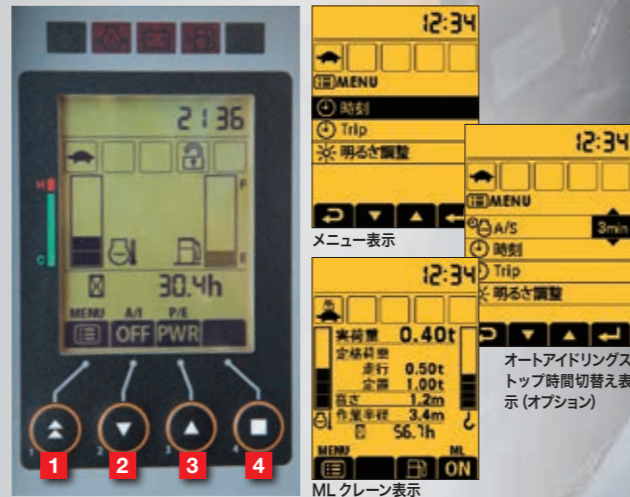 21:36
H
F
C
E
30.4h
MENU A/I P/E
OFF PWR
1 2 3 4
1 2 3 4
12:34
MENU
時刻
Trip
明るさ調整
メニュー表示
12:34
MENU
A/S 3min
時刻
Trip
明るさ調整
オートアイドリングス
トップ時間切替え表
示 (オプション)
12:34
実荷重 0.40t
定格荷重
走行 0.50t
定置 1.00t
高さ 1.2m
作業半径 3.4m
56.7h
MENU ML
ON
ML クレーン表示